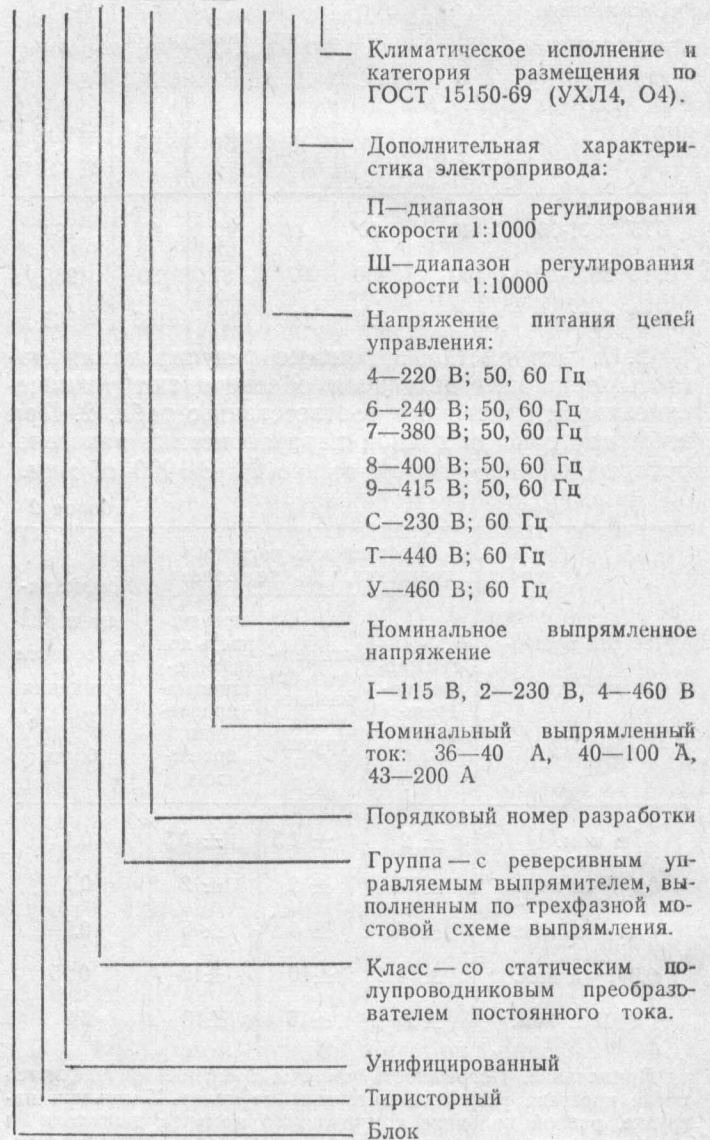 Климатическое исполнение и
категория размещения по
ГОСТ 15150-69 (УХЛ4, О4).
Дополнительная характери-
стика электропривода:
П—диапазон регуилирования
скорости 1:1000
Ш—диапазон регулирования
скорости 1:10000
Напряжение питания цепей
управления:
4—220 В; 50, 60 Гц
6—240 В; 50, 60 Гц
7—380 В; 50, 60 Гц
8—400 В; 50, 60 Гц
9—415 В; 50, 60 Гц
С—230 В; 60 Гц
Т—440 В; 60 Гц
У—460 В; 60 Гц
Номинальное выпрямленное
напряжение
I—115 В, 2—230 В, 4—460 В
Номинальный выпрямленный
ток: 36—40 А, 40—100 А,
43—200 А
Порядковый номер разработки
Группа — с реверсивным уп-
равляемым выпрямителем, вы-
полненным по трехфазной мо-
стовой схеме выпрямления.
Класс — со статическим по-
лупроводниковым преобразо-
вателем постоянного тока.
Унифицированный
Тиристорный
Блок